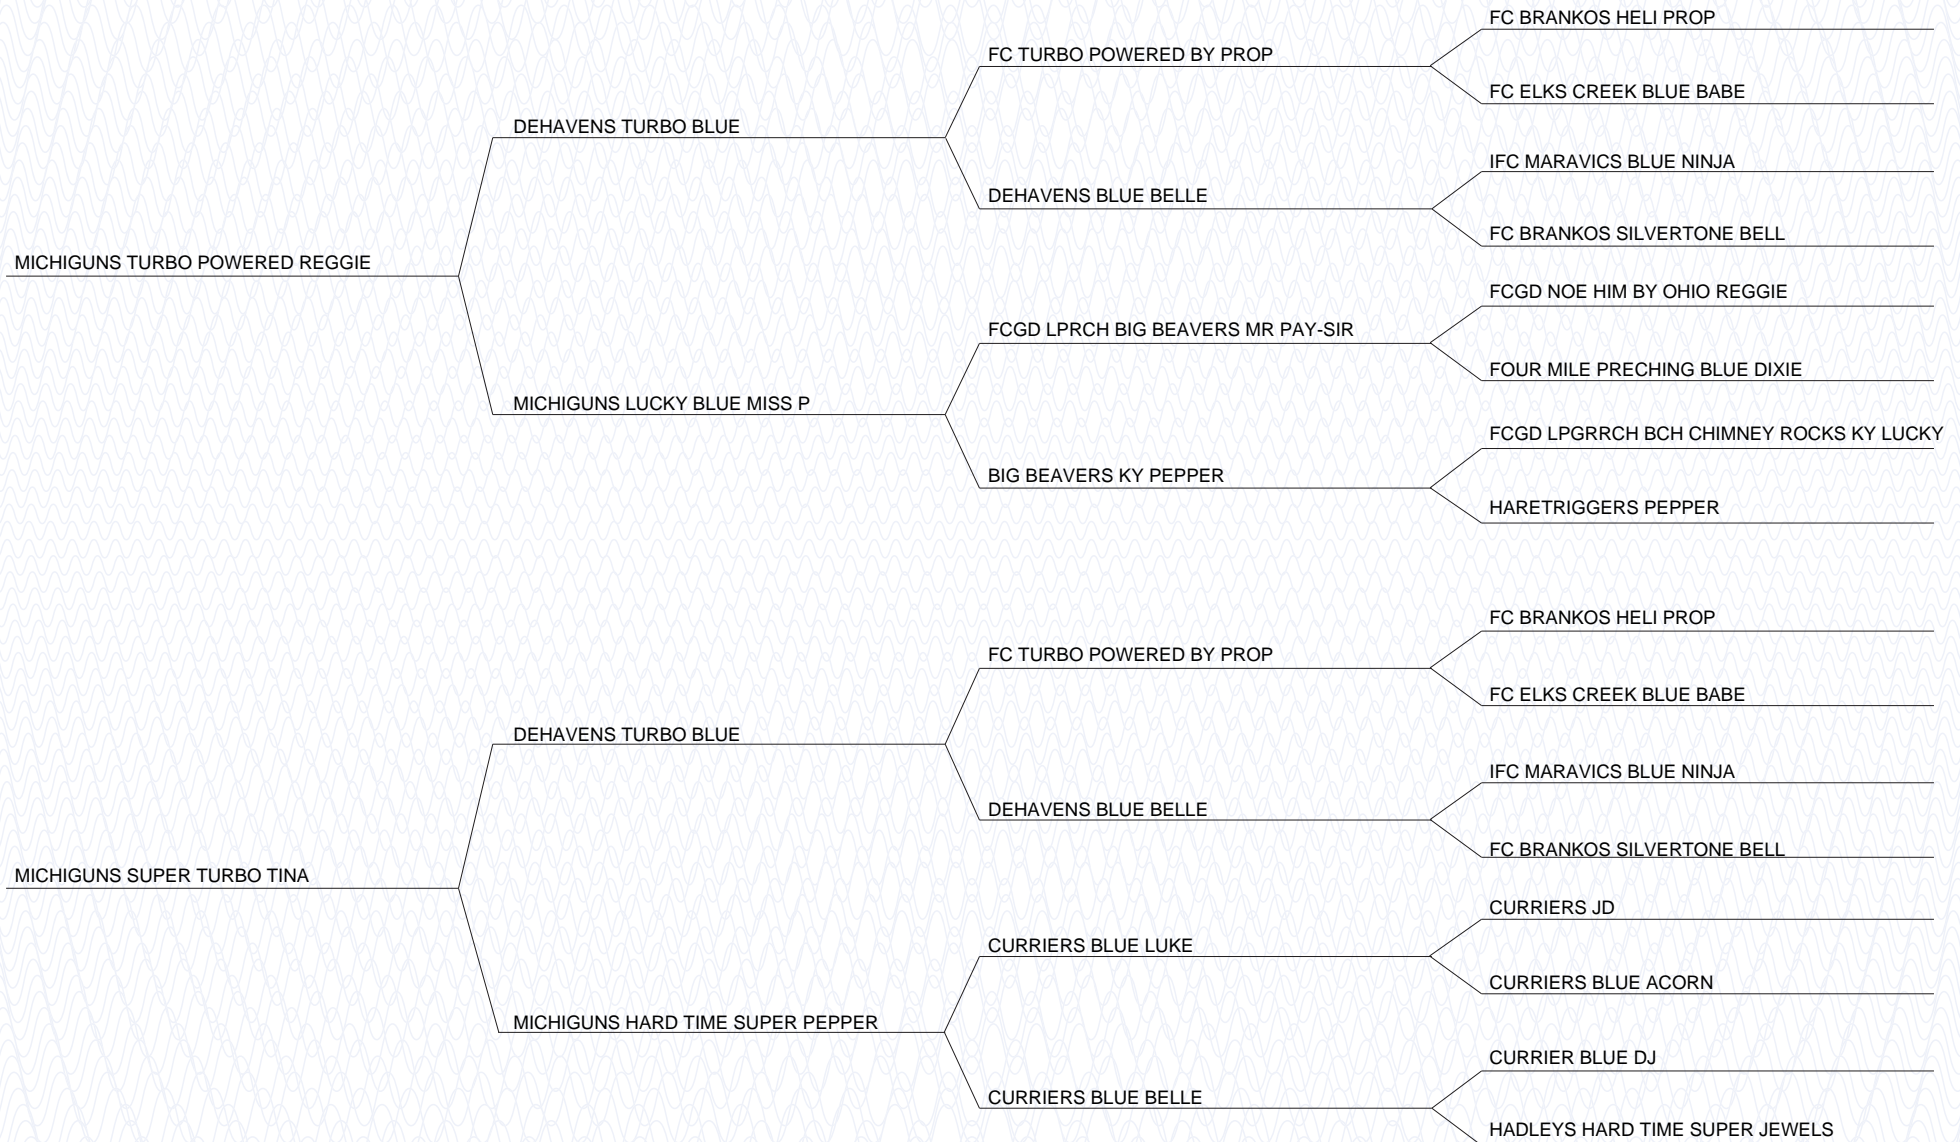 FC BRANKOS HELI PROP
FC TURBO POWERED BY PROP
FC ELKS CREEK BLUE BABE
DEHAVENS TURBO BLUE
IFC MARAVICS BLUE NINJA
DEHAVENS BLUE BELLE
FC BRANKOS SILVERTONE BELL
MICHIGUNS TURBO POWERED REGGIE
FCGD NOE HIM BY OHIO REGGIE
FCGD LPRCH BIG BEAVERS MR PAY-SIR
FOUR MILE PRECHING BLUE DIXIE
MICHIGUNS LUCKY BLUE MISS P
FCGD LPGRRCH BCH CHIMNEY ROCKS KY LUCKY
BIG BEAVERS KY PEPPER
HARETRIGGERS PEPPER
FC BRANKOS HELI PROP
FC TURBO POWERED BY PROP
FC ELKS CREEK BLUE BABE
DEHAVENS TURBO BLUE
IFC MARAVICS BLUE NINJA
DEHAVENS BLUE BELLE
FC BRANKOS SILVERTONE BELL
MICHIGUNS SUPER TURBO TINA
CURRIERS JD
CURRIERS BLUE LUKE
CURRIERS BLUE ACORN
MICHIGUNS HARD TIME SUPER PEPPER
CURRIER BLUE DJ
CURRIERS BLUE BELLE
HADLEYS HARD TIME SUPER JEWELS